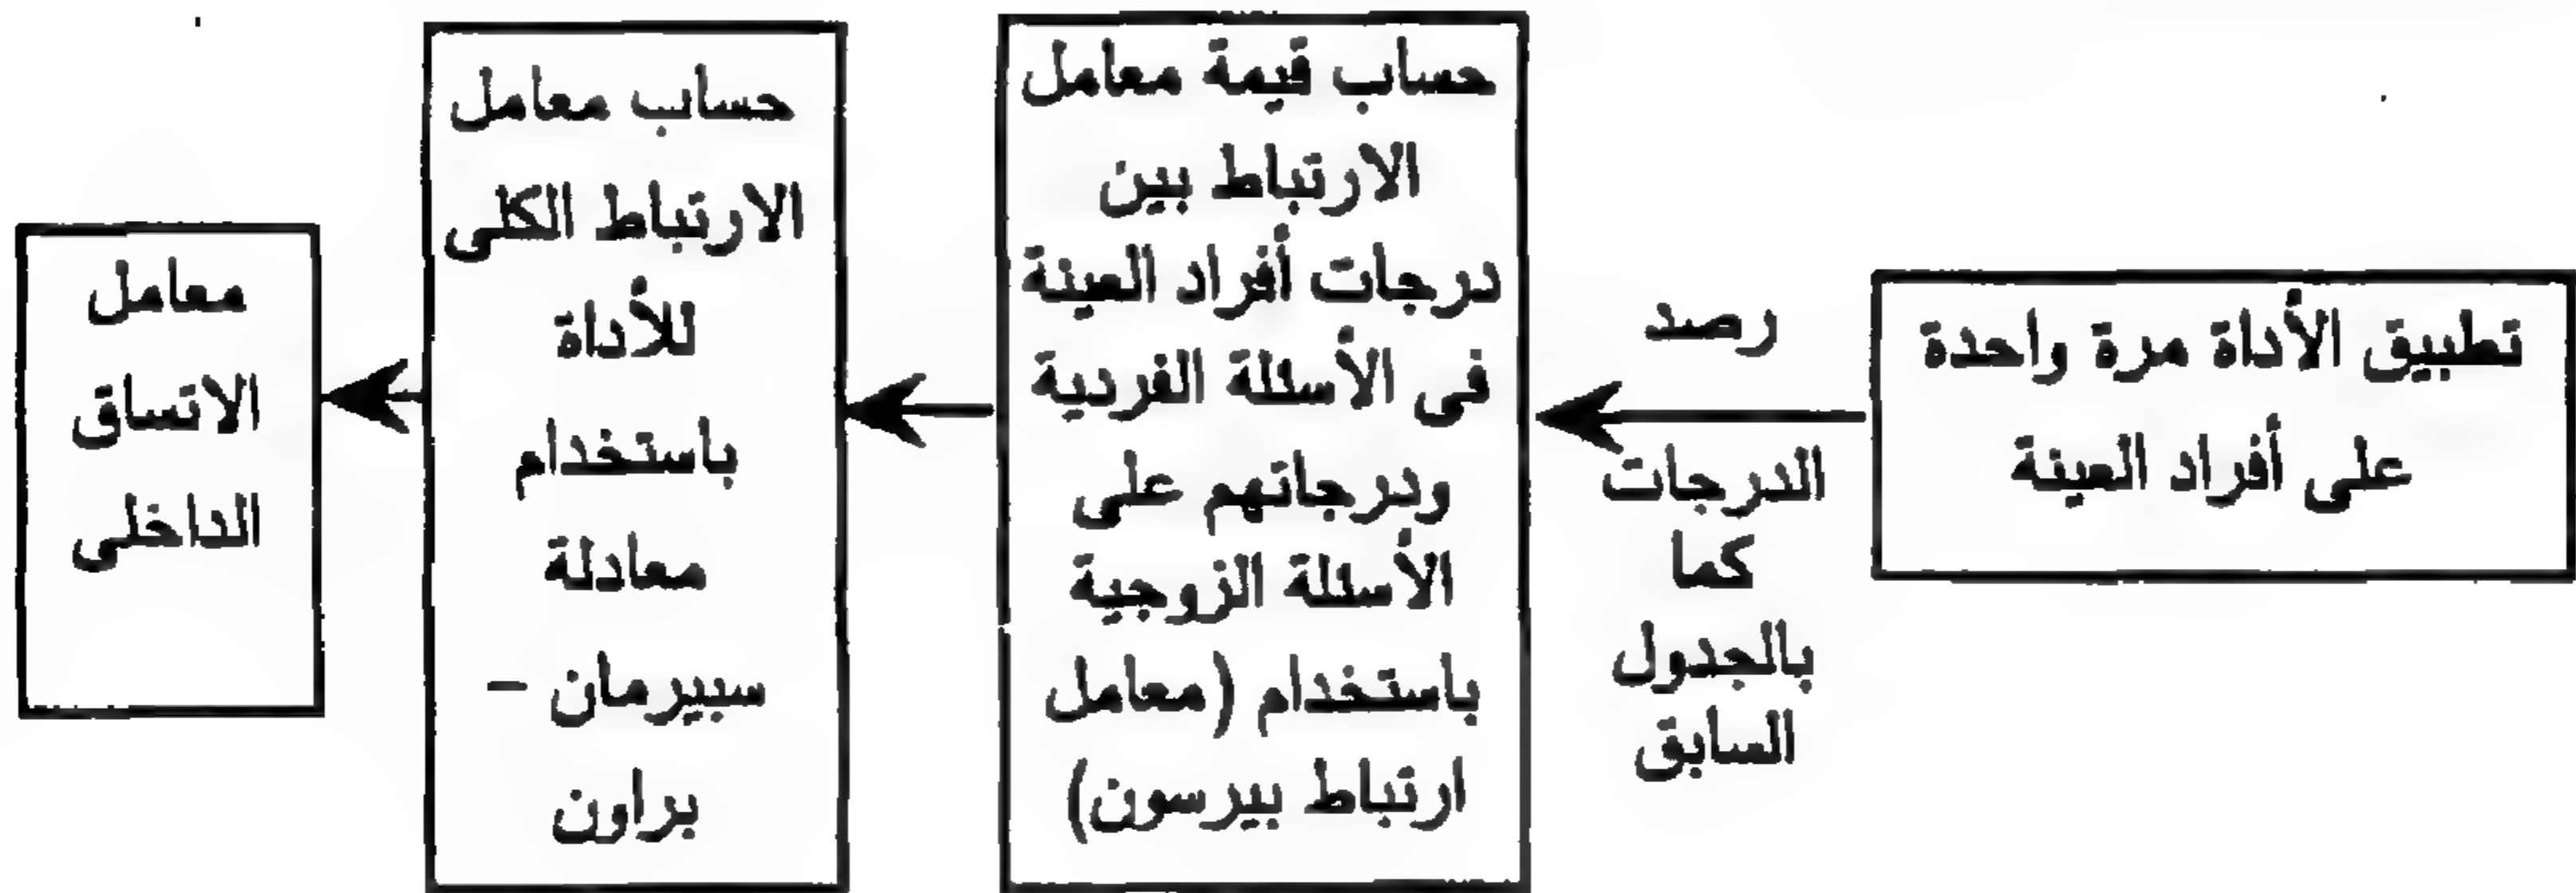 تطبيق الأداة مرة واحدة
على أفراد العينة
رصد
الدرجات
كما
بالجدول
السابق
حساب قيمة معامل
الارتباط بين
درجات أفراد العينة
فى الأسئلة الفردية
ودرجاتهم على
الأسئلة الزوجية
باستخدام (معامل
ارتباط بيرسون)
حساب معامل
الارتباط الكلى
للأداة
باستخدام
معادلة
سبيرمان –
براون
معامل
الاتساق
الداخلى